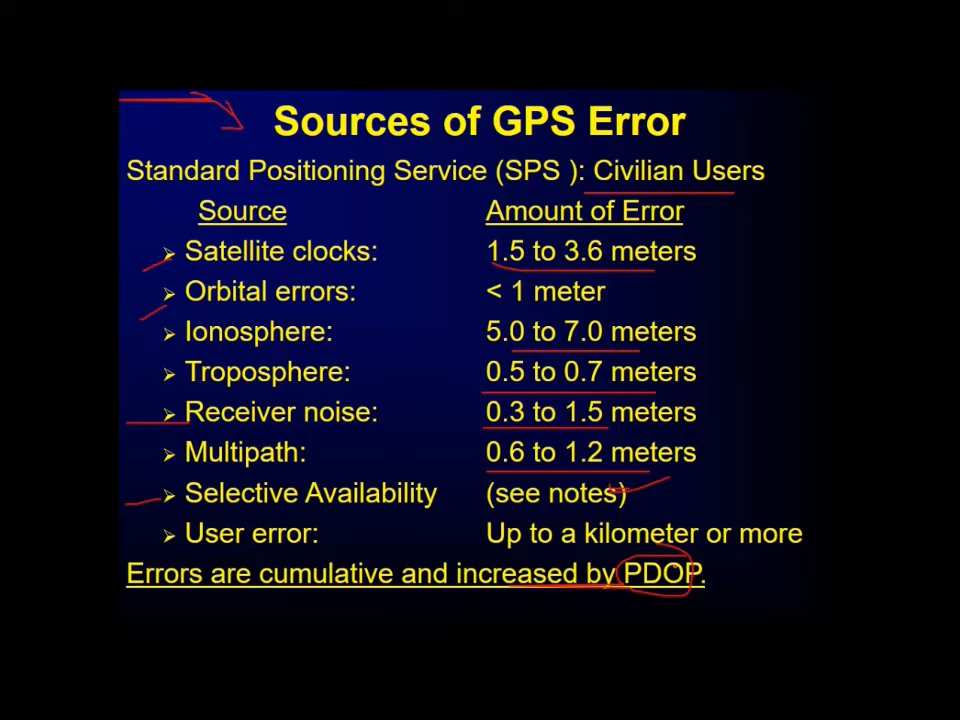 Sources of GPS Error
Standard Positioning Service (SPS ): Civilian Users
Source Amount of Error
Satellite clocks: 1.5 to 3.6 meters
Orbital errors: < 1 meter
Ionosphere: 5.0 to 7.0 meters
Troposphere: 0.5 to 0.7 meters
Receiver noise: 0.3 to 1.5 meters
Multipath: 0.6 to 1.2 meters
Selective Availability (see notes)
User error: Up to a kilometer or more
Errors are cumulative and increased by PDOP.